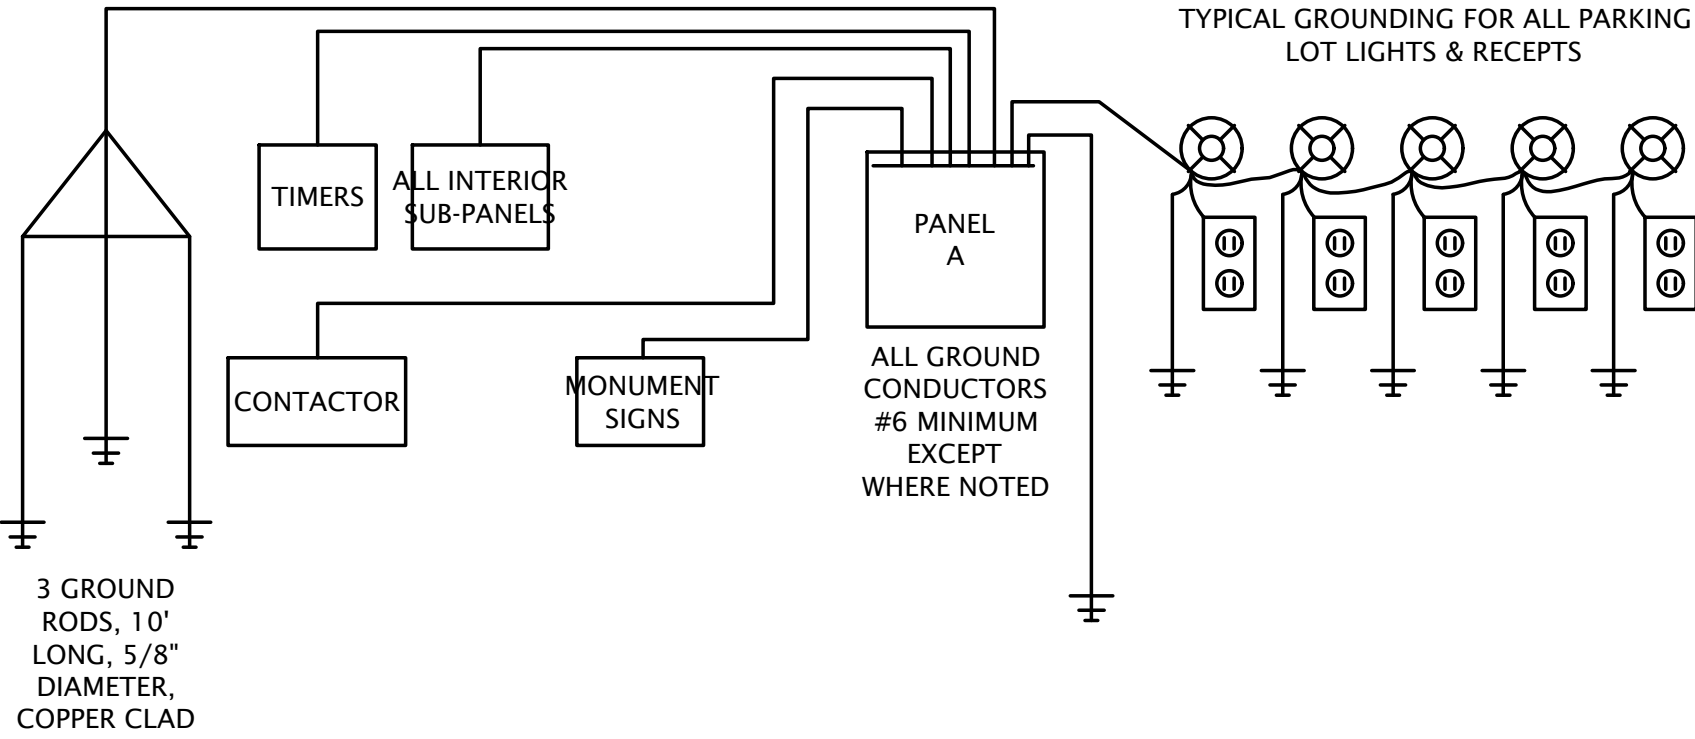 TYPICAL GROUNDING FOR ALL PARKING
LOT LIGHTS & RECEPTS
TIMERS
ALL INTERIOR
SUB-PANELS
PANEL
A
CONTACTOR
MONUMENT
SIGNS
ALL GROUND
CONDUCTORS
#6 MINIMUM
EXCEPT
WHERE NOTED
3 GROUND
RODS, 10'
LONG, 5/8"
DIAMETER,
COPPER CLAD